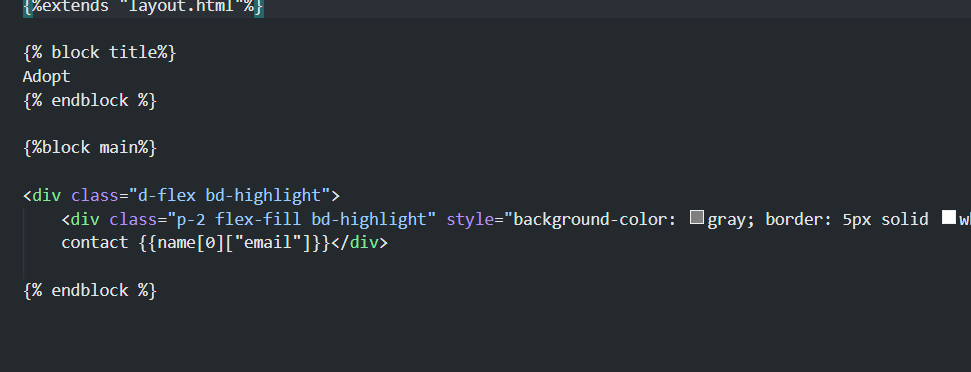 {%extends "layout.html"%}
{% block title%}
Adopt
{% endblock %}
{%block main%}
<div class="d-flex bd-highlight">
<div class="p-2 flex-fill bd-highlight" style="background-color: gray; border: 5px solid
contact {{name[0]["email"]}}</div>
{% endblock %}